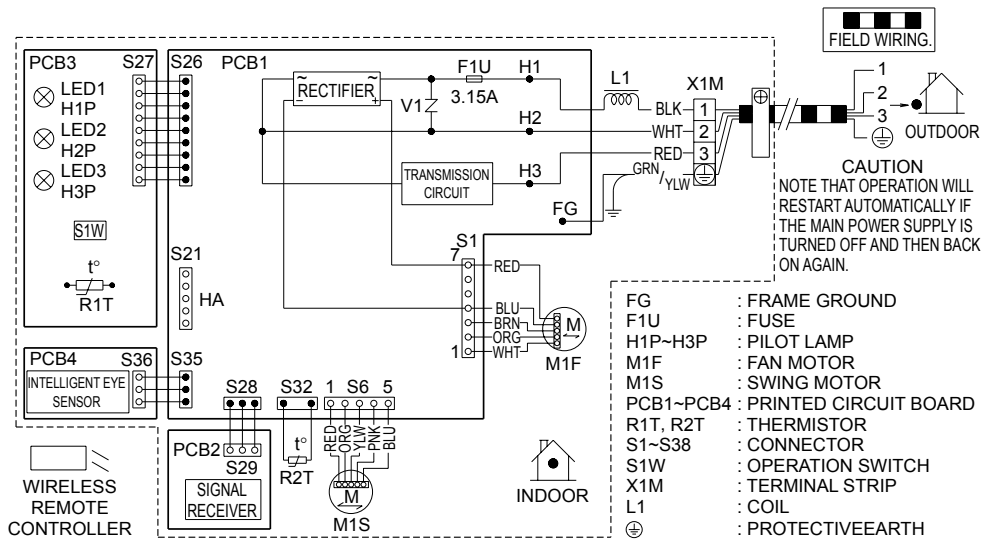 FIELD WIRING.
PCB3
S27
S26
PCB1
LED1
H1P
LED2
H2P
LED3
H3P
S1W
t°
R1T
RECTIFIER
~
~
−
+
V1
F1U
3.15A
H1
H2
H3
TRANSMISSION
CIRCUIT
FG
L1
X1M
BLK
1
WHT
2
RED
3
GRN
/YLW
1
2
3
OUTDOOR
CAUTION
NOTE THAT OPERATION WILL
RESTART AUTOMATICALLY IF
THE MAIN POWER SUPPLY IS
TURNED OFF AND THEN BACK
ON AGAIN.
S21
HA
S1
7
RED
BLU
BRN
ORG
1
WHT
M
M1F
PCB4
S36
S35
INTELLIGENT EYE
SENSOR
S28
S32
1
S6
5
RED
ORG
YLW
PNK
BLU
t°
R2T
M
M1S
PCB2
S29
SIGNAL
RECEIVER
WIRELESS
REMOTE
CONTROLLER
INDOOR
FG : FRAME GROUND
F1U : FUSE
H1P~H3P : PILOT LAMP
M1F : FAN MOTOR
M1S : SWING MOTOR
PCB1~PCB4 : PRINTED CIRCUIT BOARD
R1T, R2T : THERMISTOR
S1~S38 : CONNECTOR
S1W : OPERATION SWITCH
X1M : TERMINAL STRIP
L1 : COIL
: PROTECTIVEEARTH